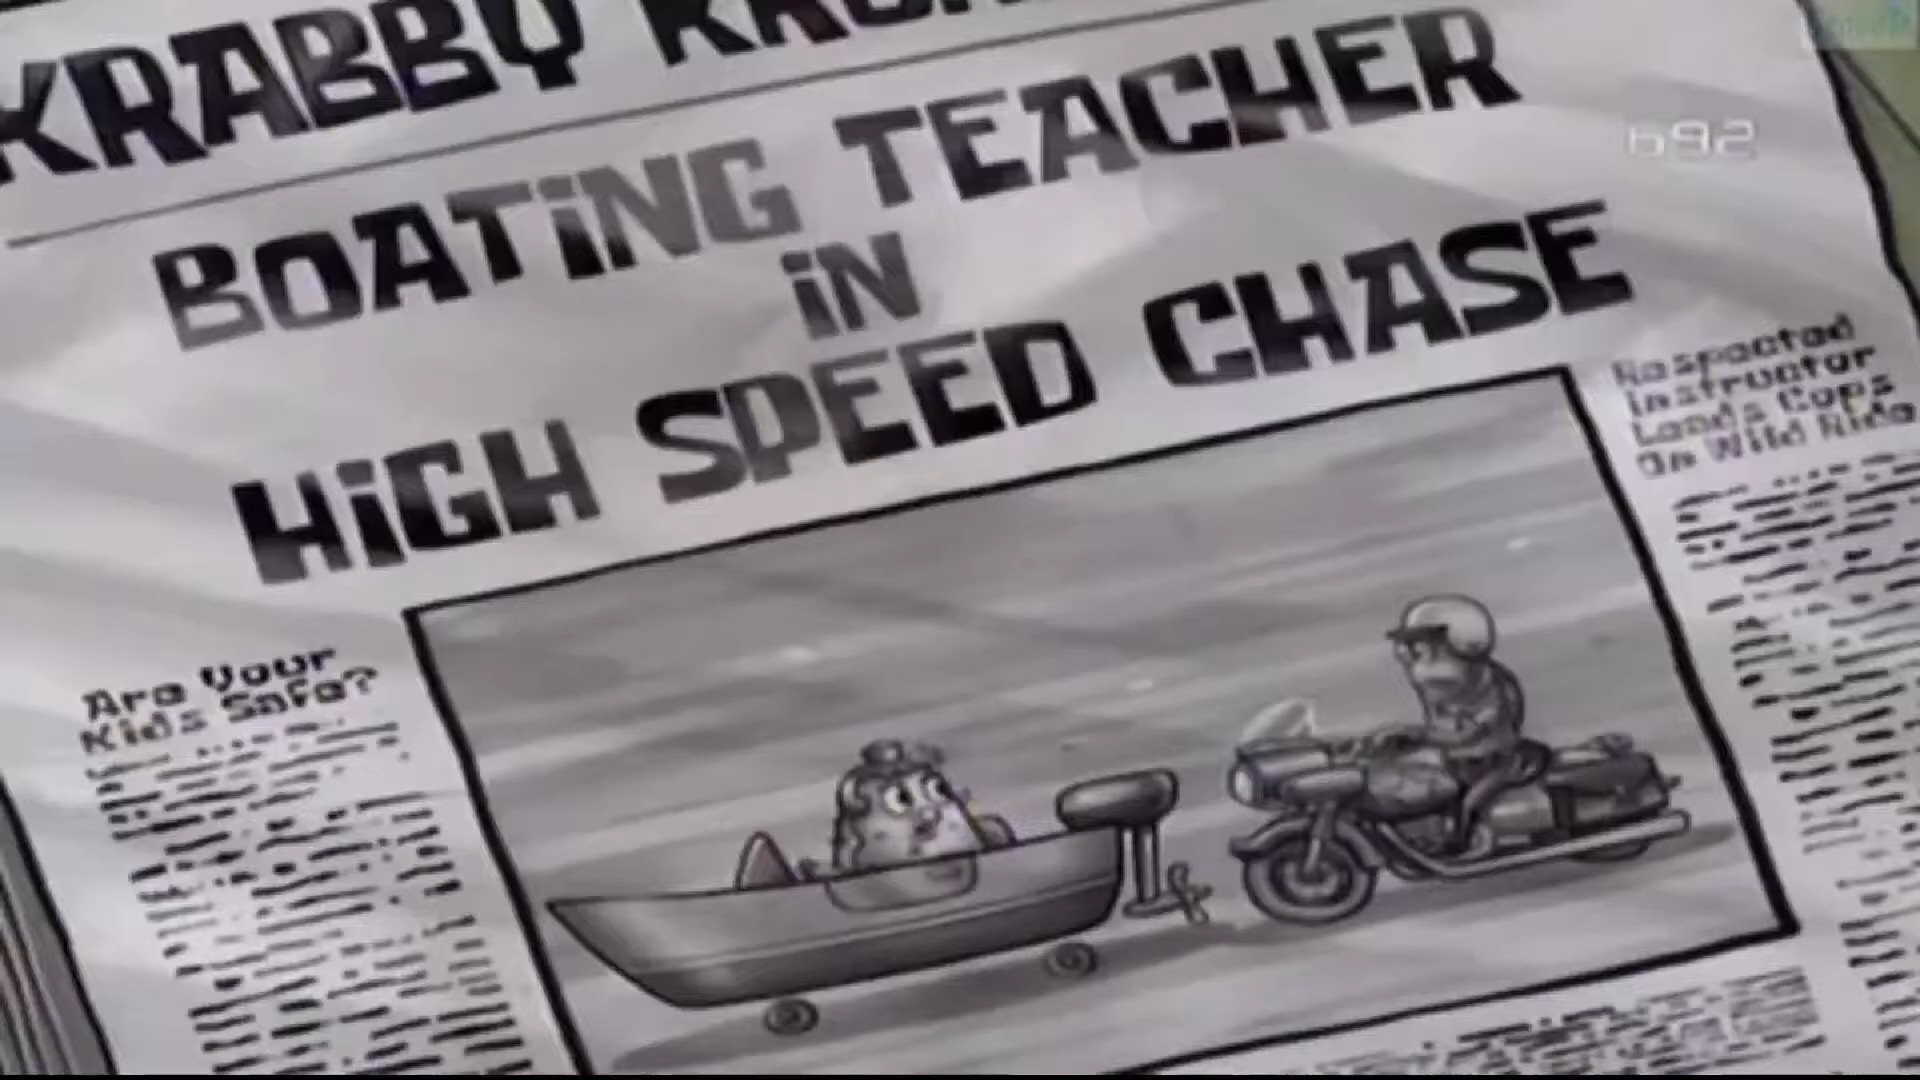 KRABBY
BOATiNG TEACHER
iN
HiGH SPEED CHASE
b92
Respected
instructor
Leads Cops
On Wild Ride
Are Your
Kids Safe?